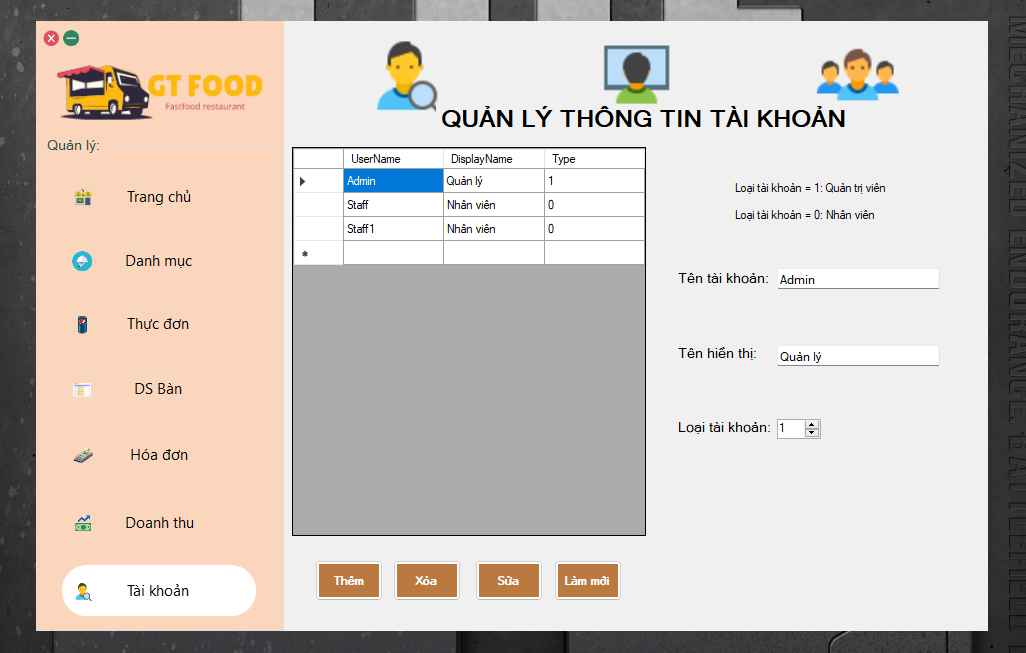 GT FOOD
Fastfood restaurant
Quản lý:
Trang chủ
Danh mục
Thực đơn
DS Bàn
Hóa đơn
Doanh thu
Tài khoản
QUẢN LÝ THÔNG TIN TÀI KHOẢN
UserName DisplayName Type
Admin Quản lý 1
Staff Nhân viên 0
Staff1 Nhân viên 0
Loại tài khoản = 1: Quản trị viên
Loại tài khoản = 0: Nhân viên
Tên tài khoản: Admin
Tên hiển thị: Quản lý
Loại tài khoản: 1
Thêm Xóa Sửa Làm mới
MECHANIZED ENDURANCE. BATTLEFIELD